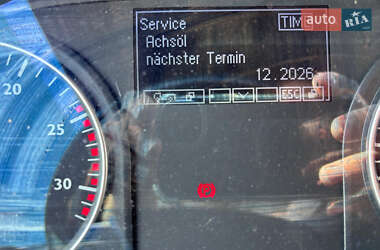 Service
TIM
auto RIA
Achsöl
nächster Termin
12.2026
ESC
20
25
30
P